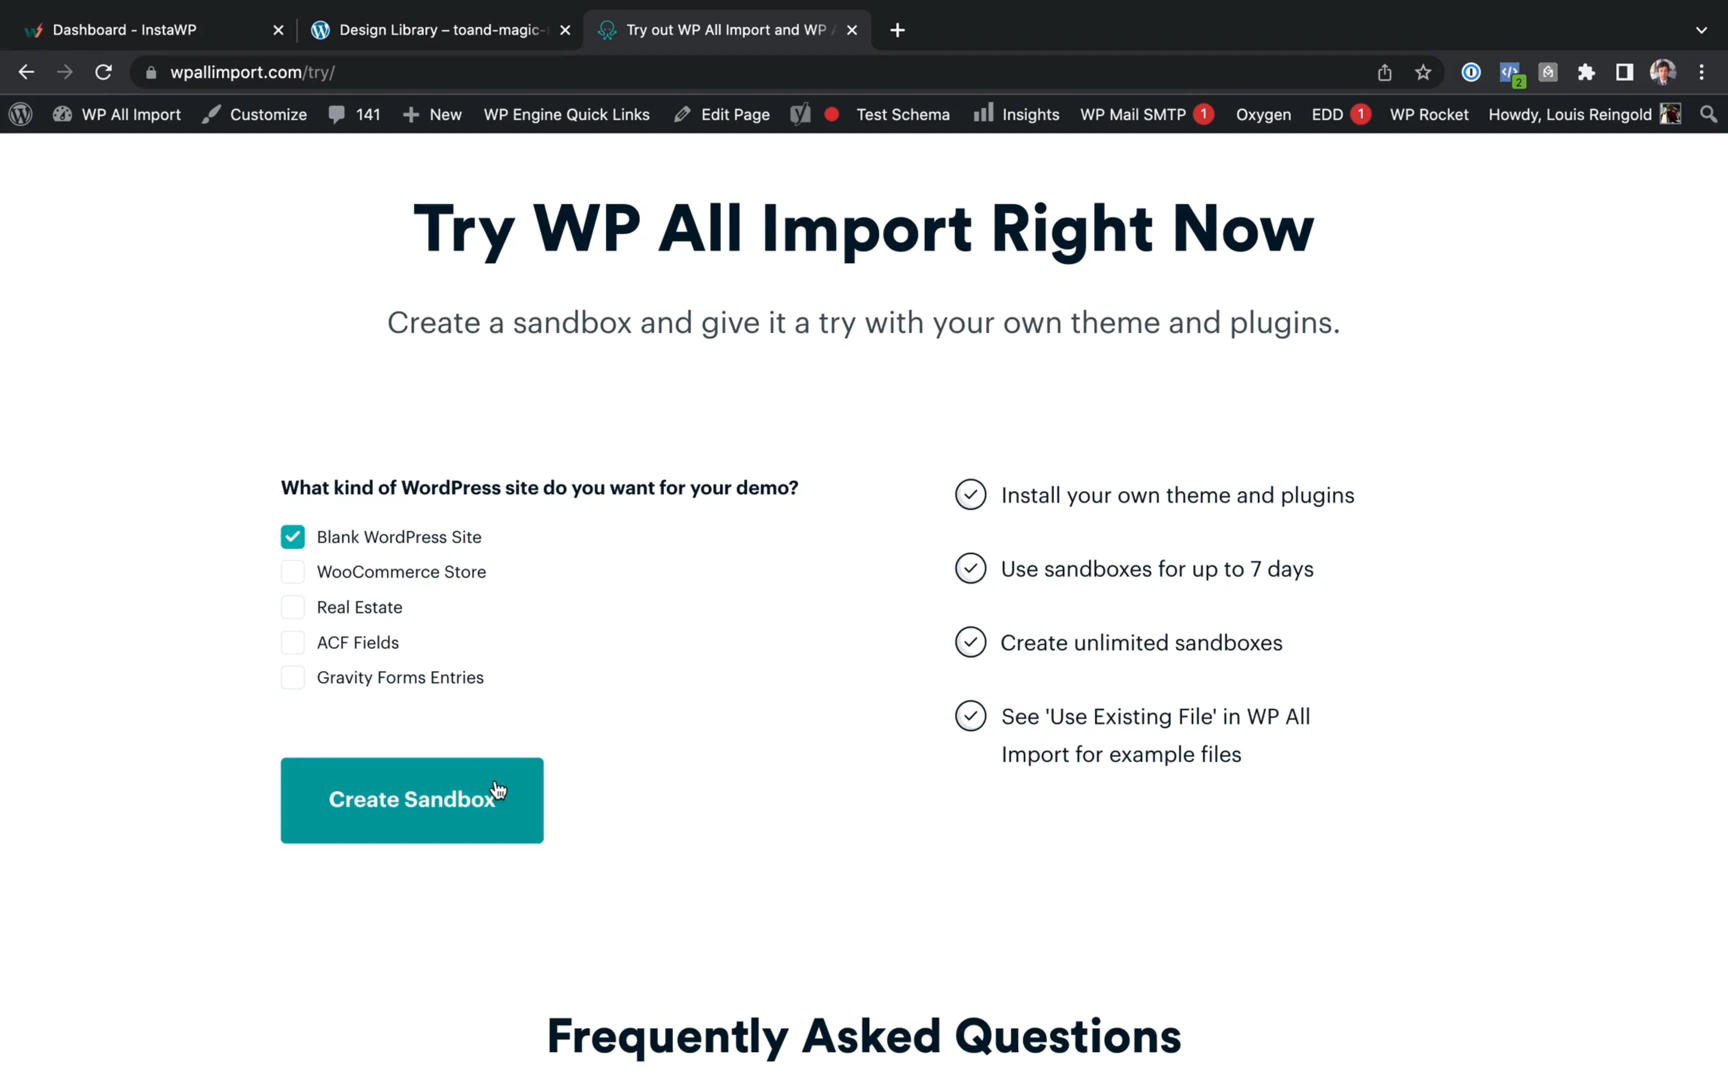 Dashboard - InstaWP
Design Library – toand-magic-
Try out WP All Import and WP
wpallimport.com/try/
2
WP All Import
Customize
141
New
WP Engine Quick Links
Edit Page
Test Schema
Insights
WP Mail SMTP 1
Oxygen
EDD 1
WP Rocket
Howdy, Louis Reingold
Try WP All Import Right Now
Create a sandbox and give it a try with your own theme and plugins.
What kind of WordPress site do you want for your demo?
Blank WordPress Site
WooCommerce Store
Real Estate
ACF Fields
Gravity Forms Entries
Create Sandbox
Install your own theme and plugins
Use sandboxes for up to 7 days
Create unlimited sandboxes
See 'Use Existing File' in WP All
Import for example files
Frequently Asked Questions